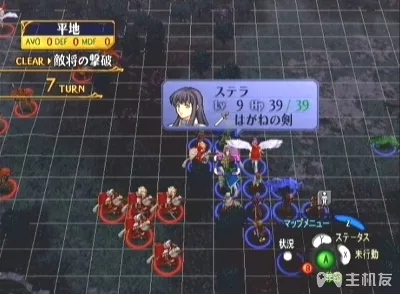 平地
AVO 0 DEF 0 MDF 0
CLEAR▶敵将の撃破
7 TURN
ステラ
Lv 9 Hp 39 / 39
はがねの剣
マップメニュー
L
ステータス
状況
Y
X
未行動
A
B
主机友